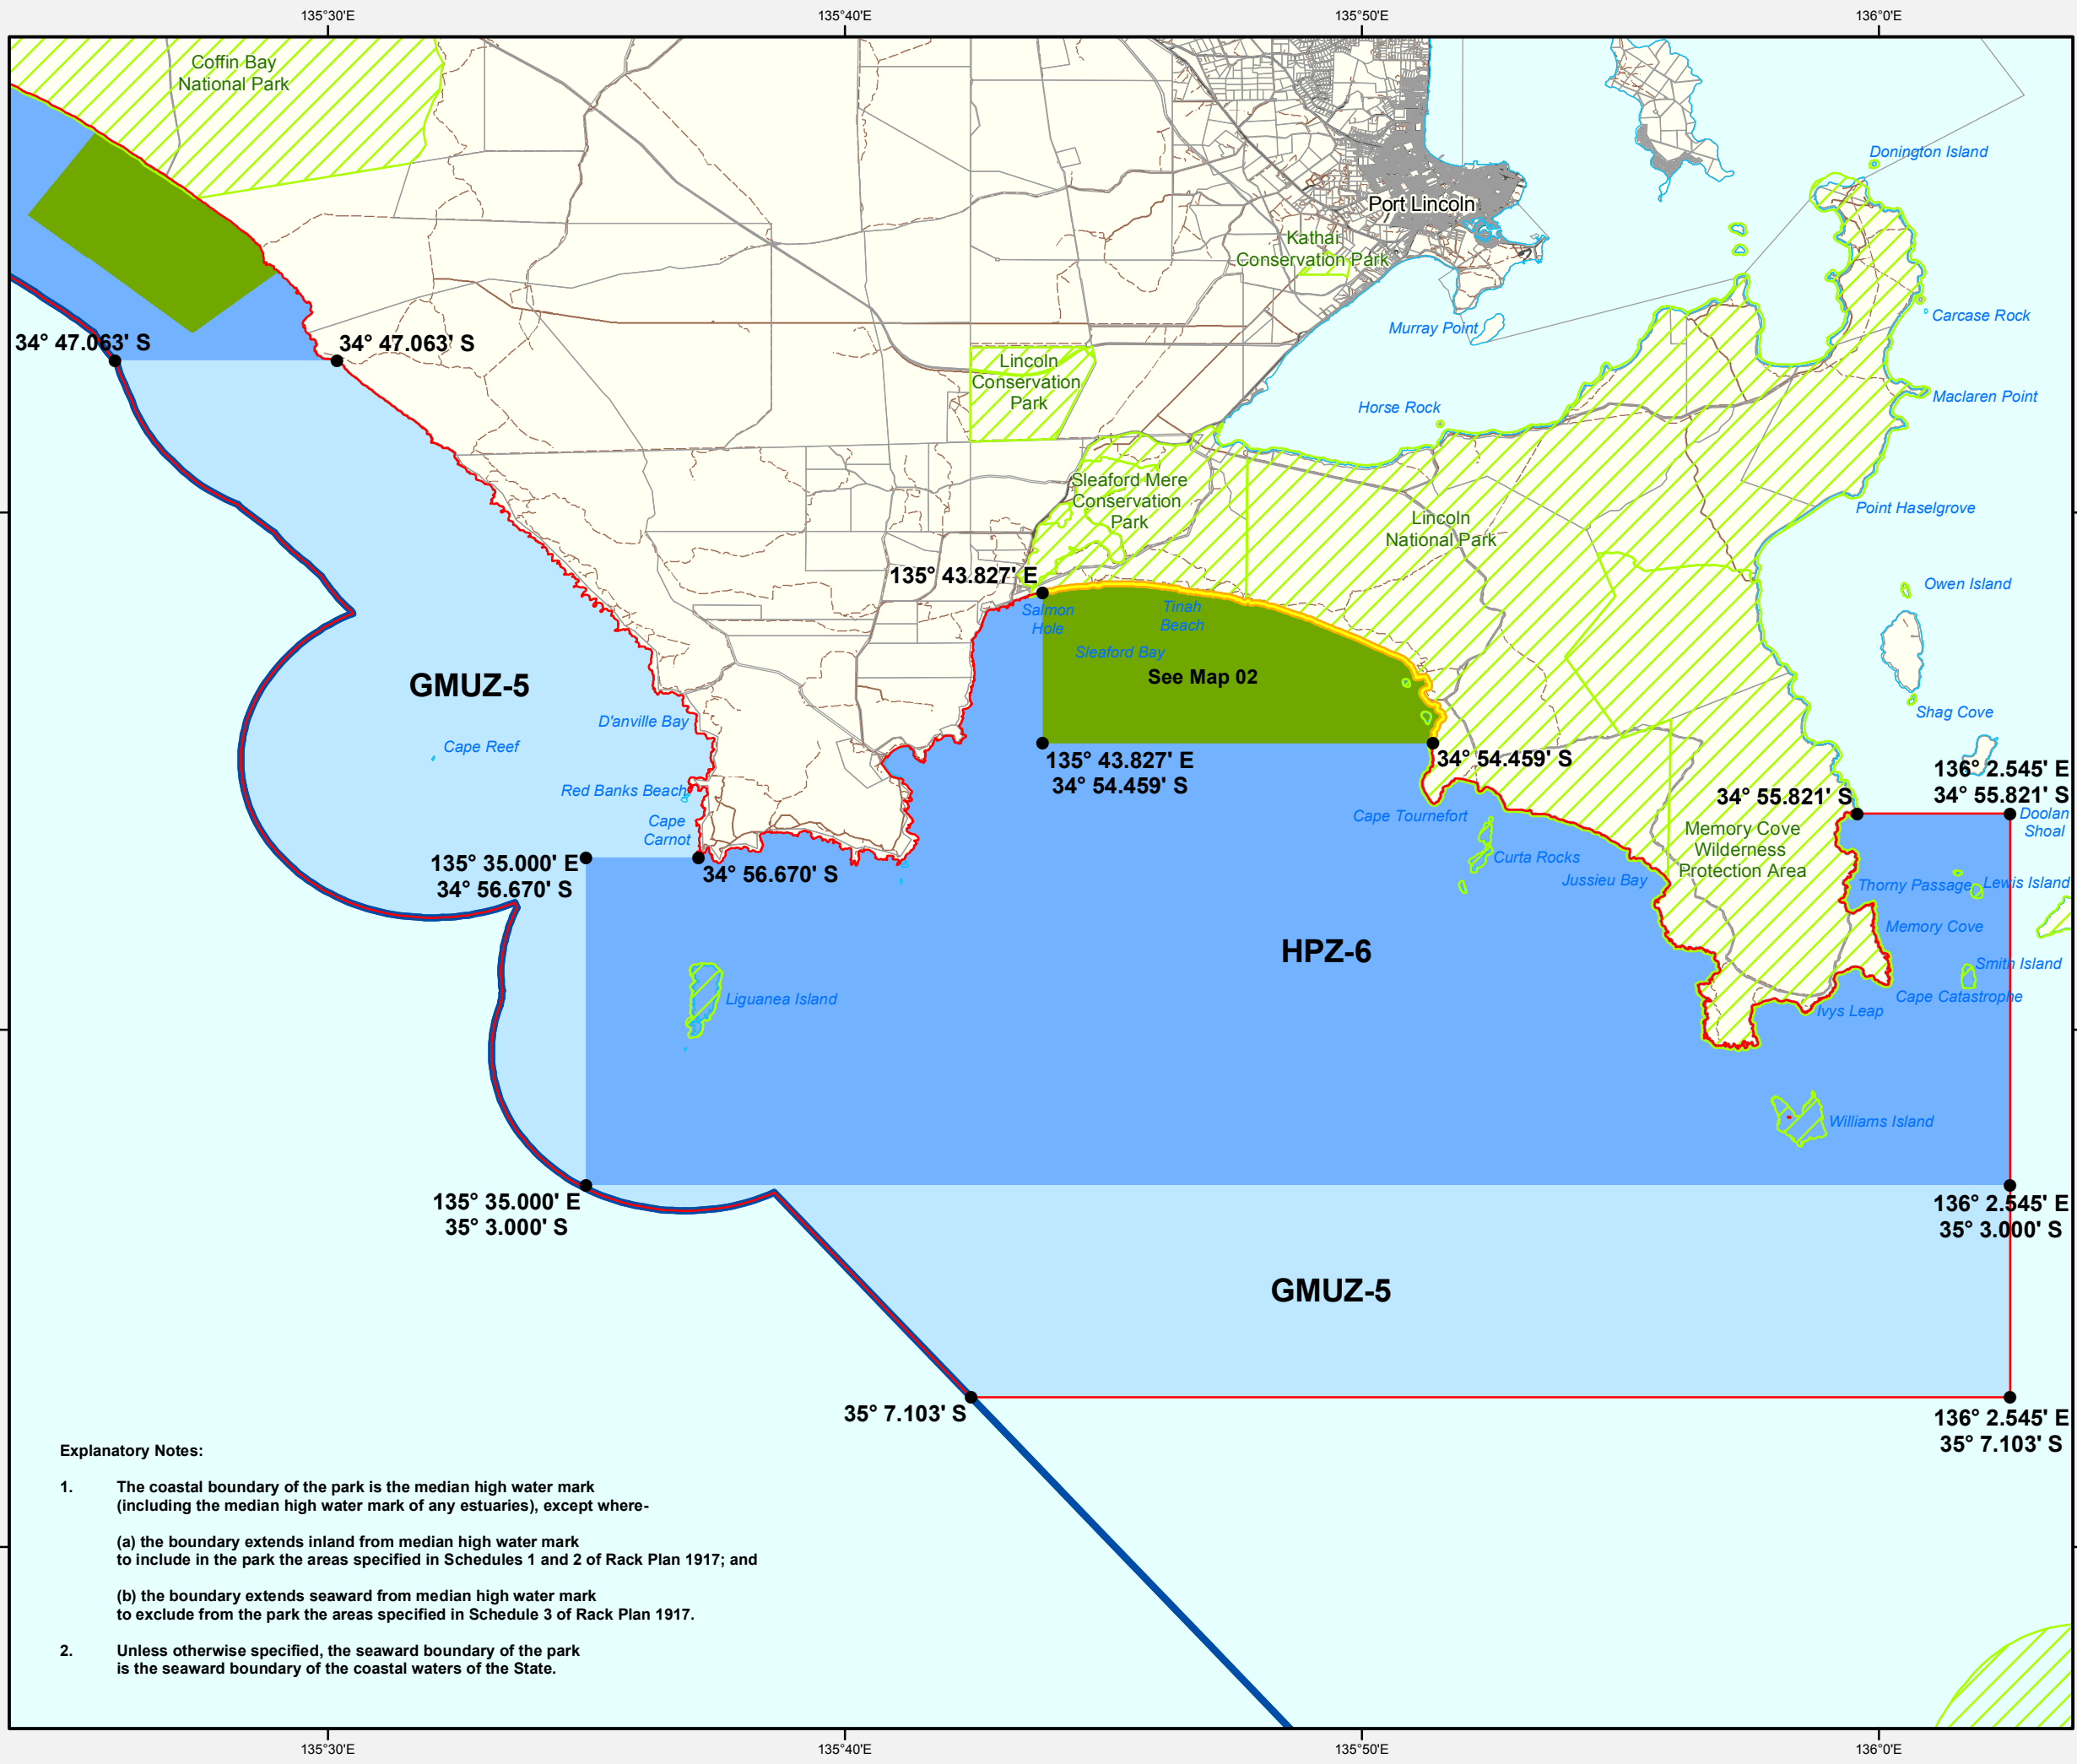 135°30'E
135°40'E
135°50'E
136°0'E
Coffin Bay
National Park
Donington Island
Port Lincoln
Kathai
Conservation Park
Carcase Rock
Murray Point
34° 47.063' S
34° 47.063' S
Lincoln
Conservation
Park
Maclaren Point
Horse Rock
Sleaford Mere
Conservation
Park
Point Haselgrove
Lincoln
National Park
135° 43.827' E
Owen Island
Salmon
Hole
Tinah
Beach
Sleaford Bay
See Map 02
GMUZ-5
D'anville Bay
Shag Cove
Cape Reef
135° 43.827' E
34° 54.459' S
34° 54.459' S
136° 2.545' E
34° 55.821' S
34° 55.821' S
Red Banks Beach
Cape
Carnot
Cape Tournefort
Doolan
Shoal
Memory Cove
Wilderness
Protection Area
135° 35.000' E
34° 56.670' S
34° 56.670' S
Curta Rocks
Jussieu Bay
Thorny Passage
Lewis Island
Memory Cove
HPZ-6
Smith Island
Liguanea Island
Cape Catastrophe
Ivys Leap
Williams Island
135° 35.000' E
35° 3.000' S
136° 2.545' E
35° 3.000' S
GMUZ-5
35° 7.103' S
136° 2.545' E
35° 7.103' S
Explanatory Notes:
1. The coastal boundary of the park is the median high water mark
(including the median high water mark of any estuaries), except where-
(a) the boundary extends inland from median high water mark
to include in the park the areas specified in Schedules 1 and 2 of Rack Plan 1917; and
(b) the boundary extends seaward from median high water mark
to exclude from the park the areas specified in Schedule 3 of Rack Plan 1917.
2. Unless otherwise specified, the seaward boundary of the park
is the seaward boundary of the coastal waters of the State.
135°30'E
135°40'E
135°50'E
136°0'E